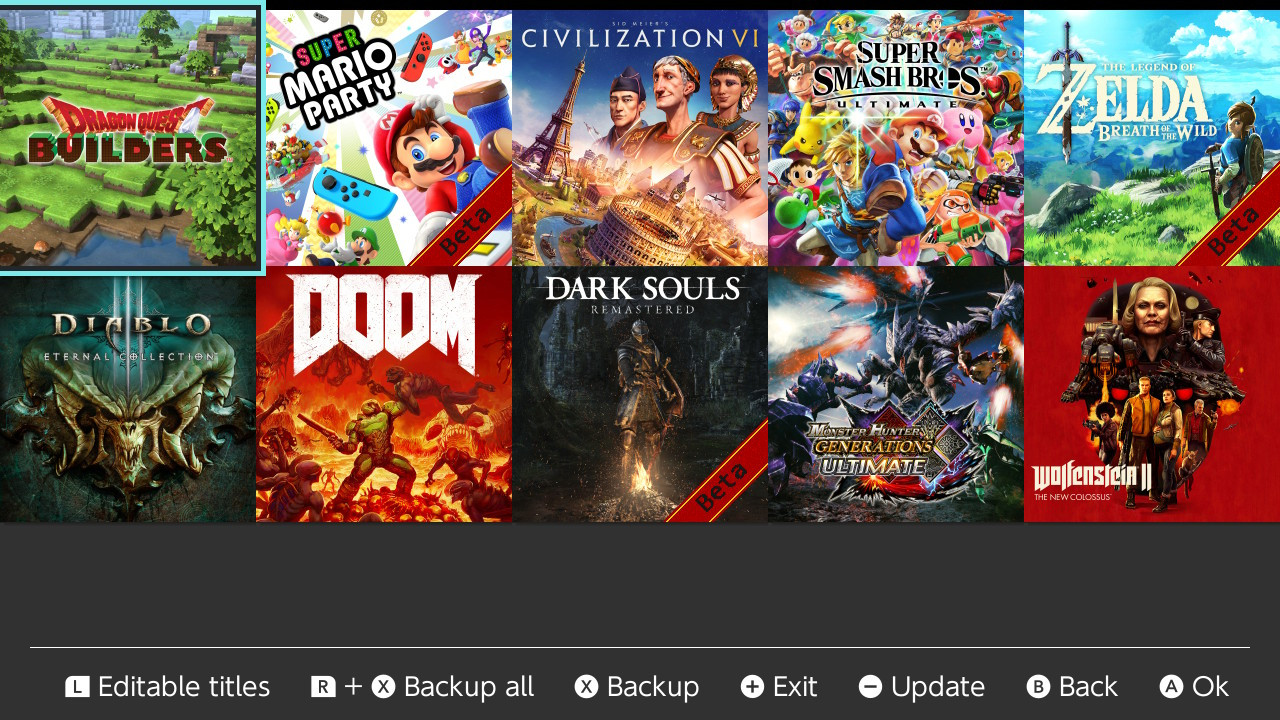 DRAGON QUEST
BUILDERS
SUPER
MARIO
PARTY
Beta
SID MEIER'S
CIVILIZATION VI
SUPER
SMASH BROS.
ULTIMATE
THE LEGEND OF
ZELDA
BREATH OF THE WILD
Beta
DIABLO
III
ETERNAL COLLECTION
DOOM
DARK SOULS
REMASTERED
Beta
MONSTER HUNTER
GENERATIONS
ULTIMATE
Wolfenstein II
THE NEW COLOSSUS
L Editable titles
R + X Backup all
X Backup
+ Exit
− Update
B Back
A Ok